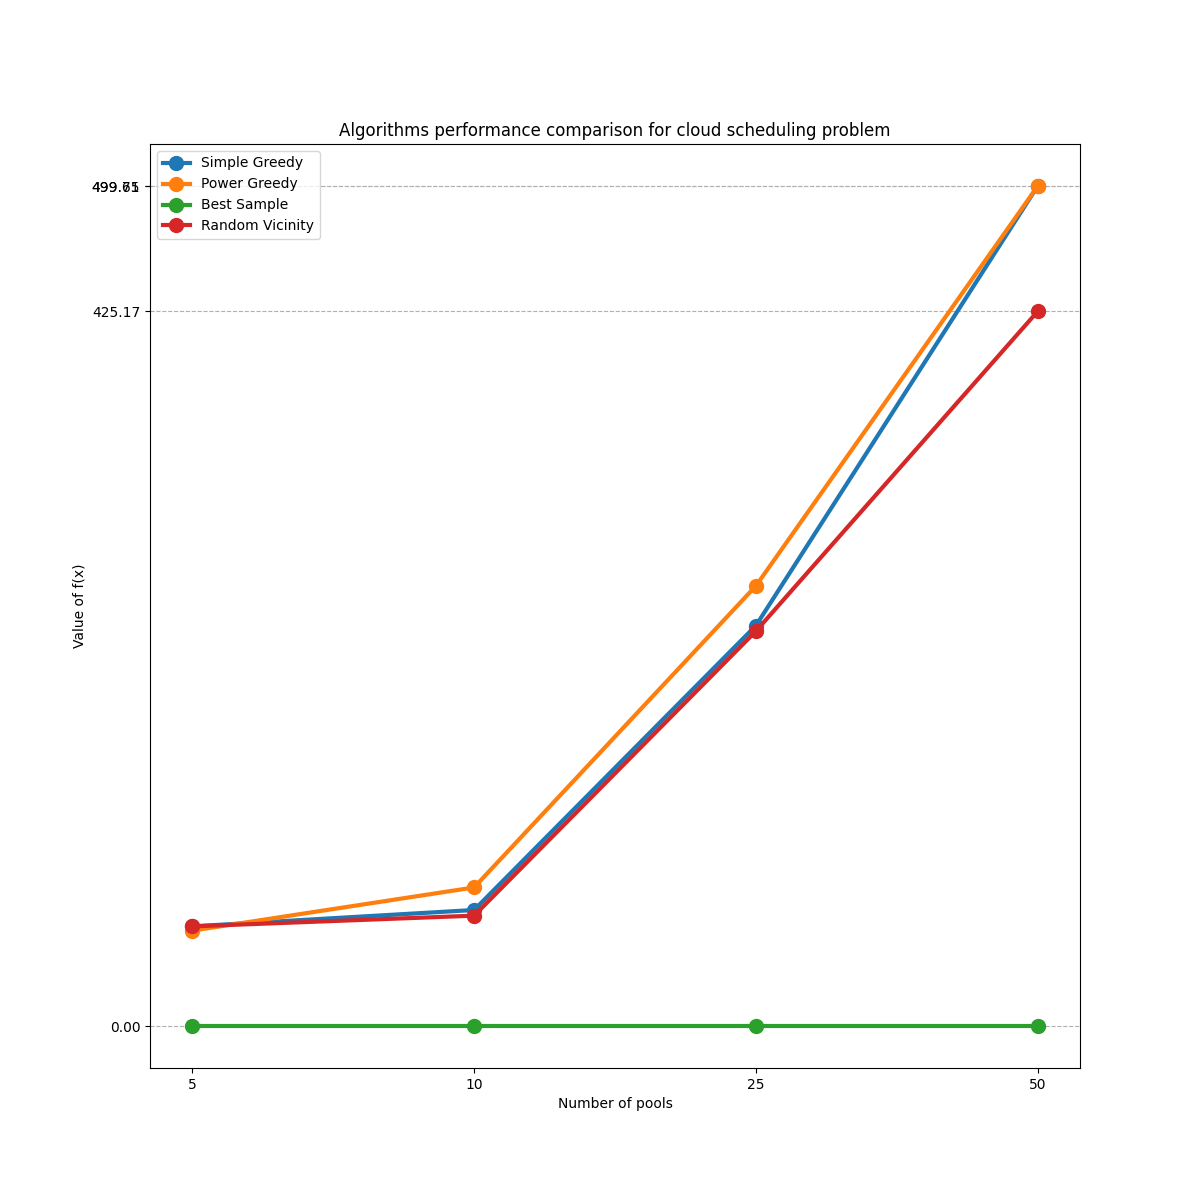 Algorithms performance comparison for cloud scheduling problem
Simple Greedy
Power Greedy
Best Sample
Random Vicinity
425.17
0.00
Value of f(x)
5 10 25 50
Number of pools